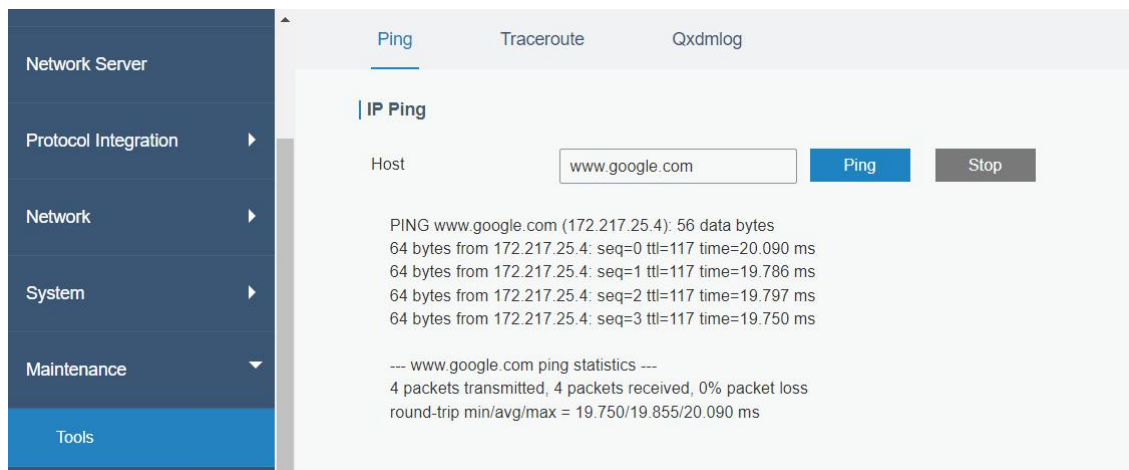 Network Server
Protocol Integration
Network
System
Maintenance
Tools
Ping Traceroute Qxdmlog
IP Ping
Host www.google.com Ping Stop
PING www.google.com (172.217.25.4): 56 data bytes
64 bytes from 172.217.25.4: seq=0 ttl=117 time=20.090 ms
64 bytes from 172.217.25.4: seq=1 ttl=117 time=19.786 ms
64 bytes from 172.217.25.4: seq=2 ttl=117 time=19.797 ms
64 bytes from 172.217.25.4: seq=3 ttl=117 time=19.750 ms
--- www.google.com ping statistics ---
4 packets transmitted, 4 packets received, 0% packet loss
round-trip min/avg/max = 19.750/19.855/20.090 ms